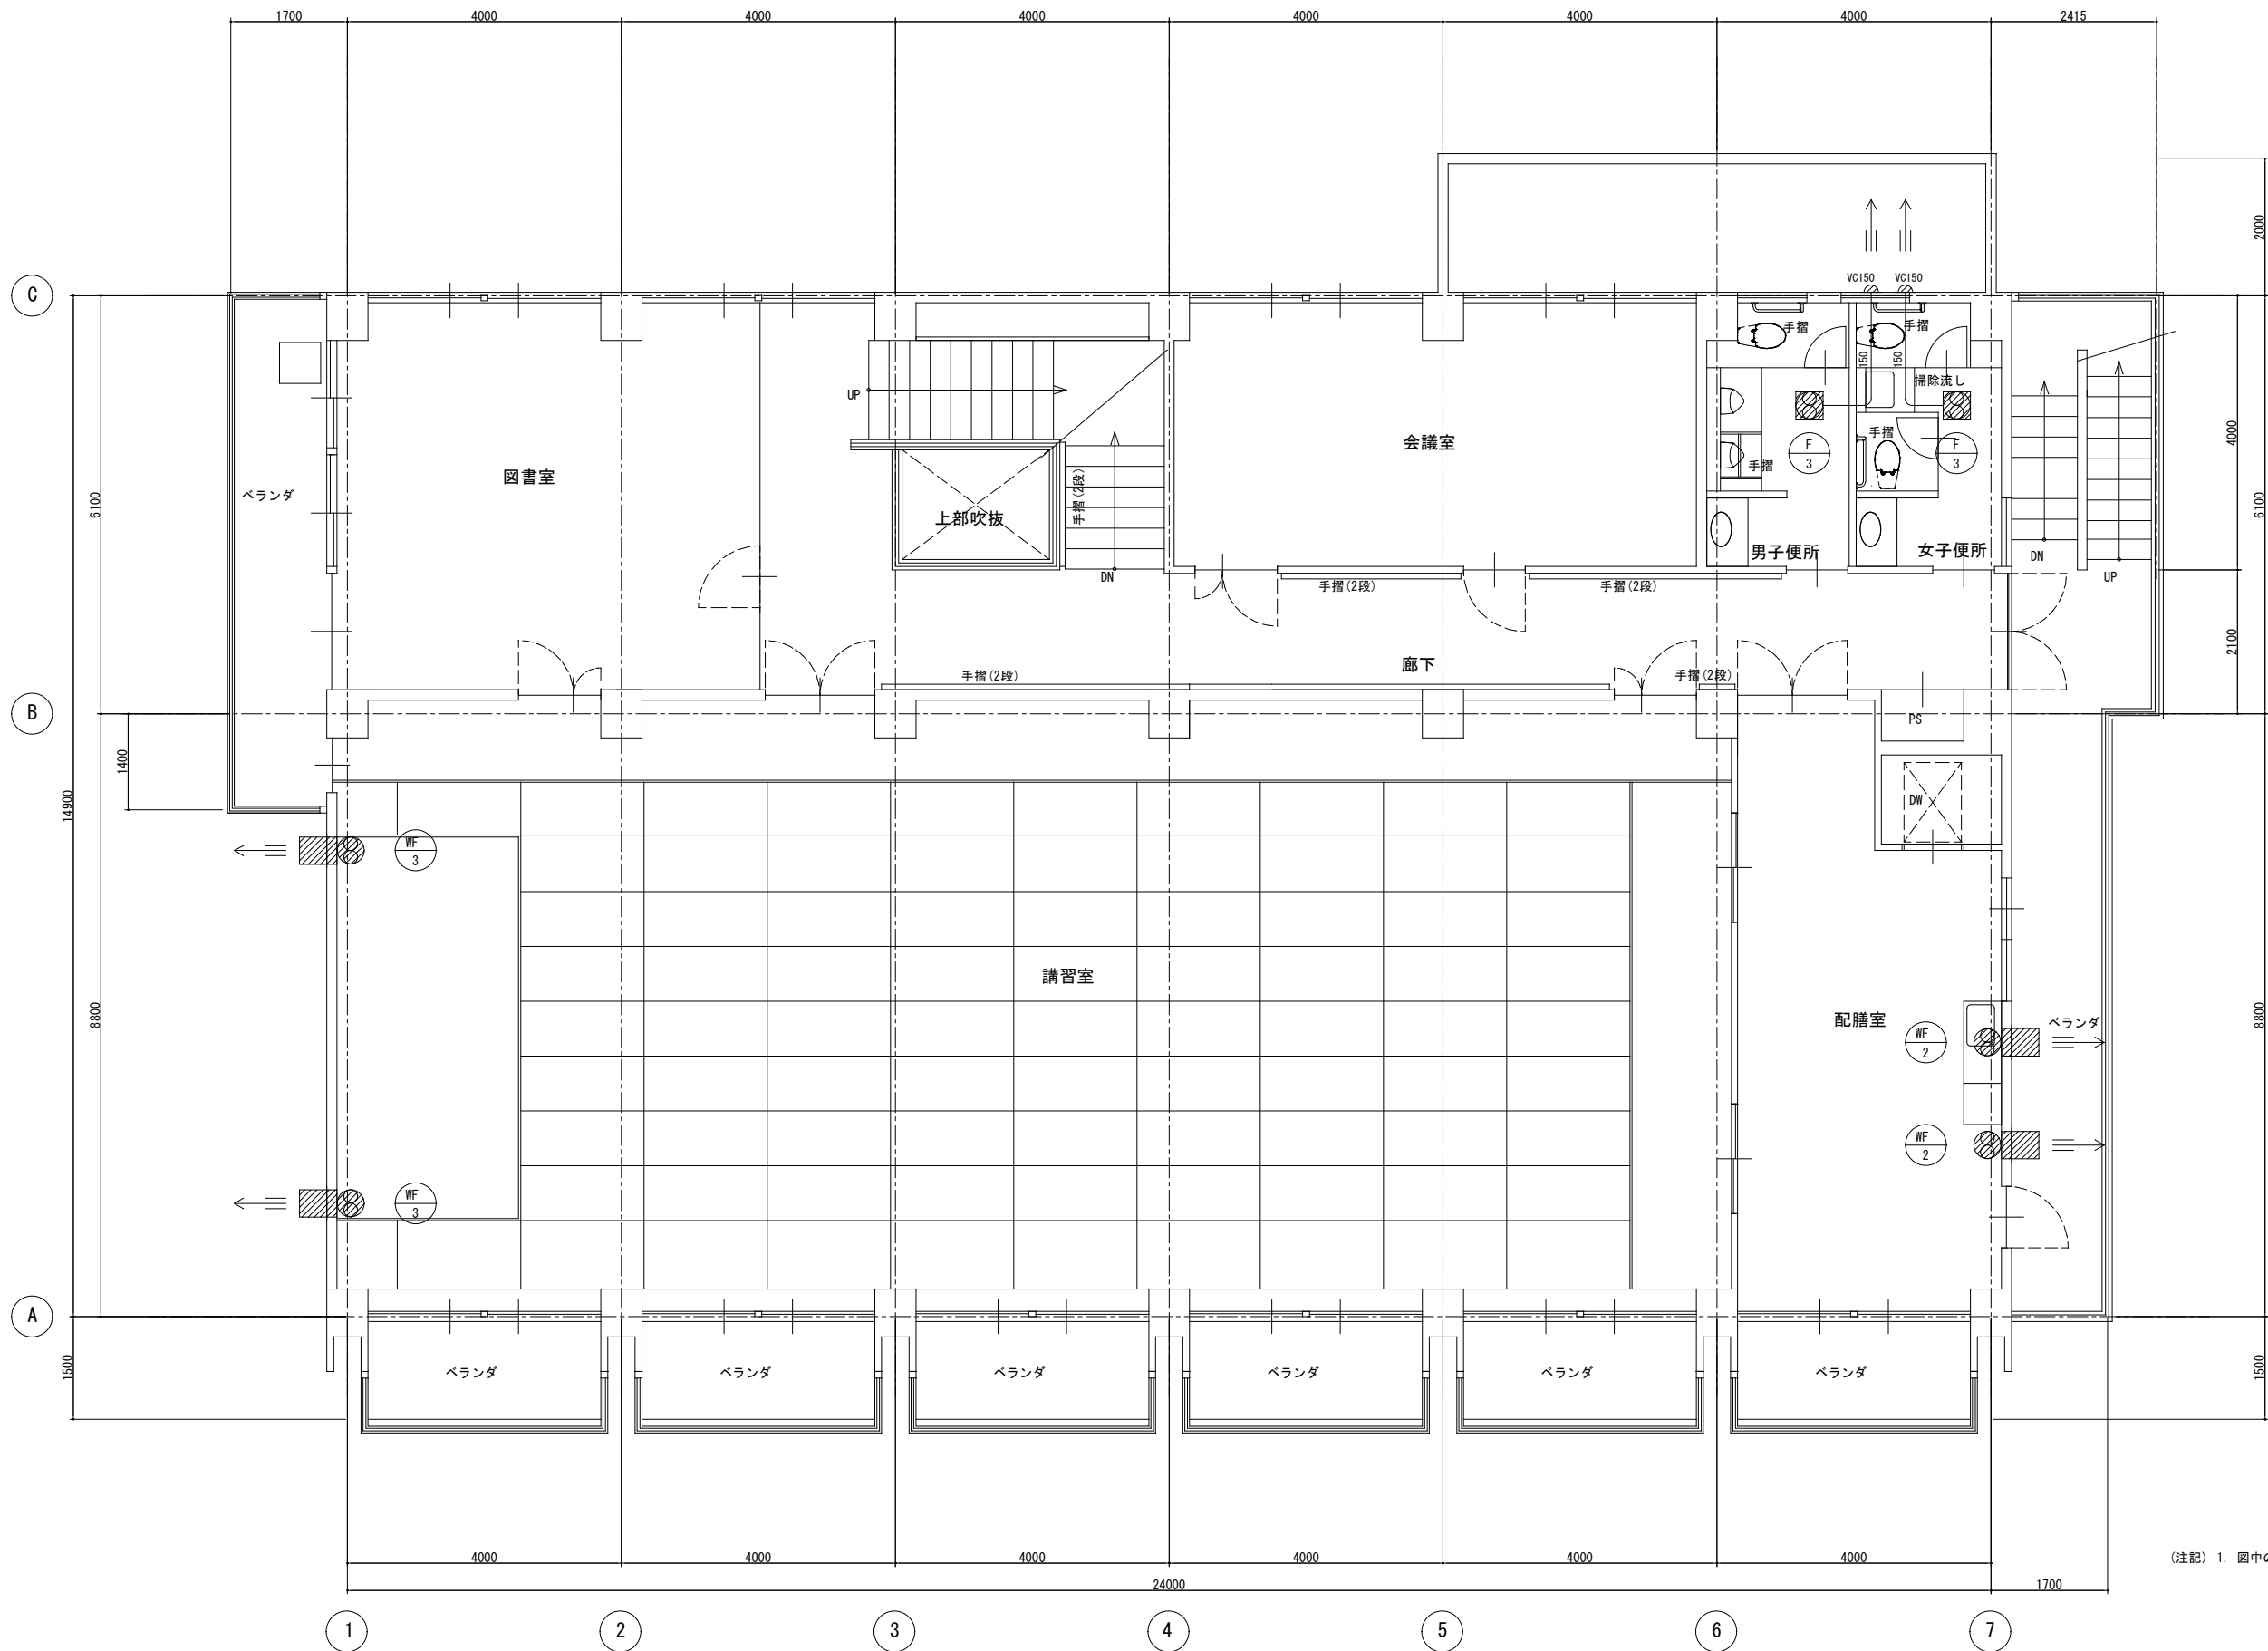 1700
4000
4000
4000
4000
4000
4000
2415
2000
C
VC150
VC150
手摺
手摺
150
150
掃除流し
UP
会議室
手摺
F
3
F
3
手摺
図書室
ベランダ
手摺(2段)
上部吹抜
男子便所
女子便所
DN
DN
UP
手摺(2段)
手摺(2段)
6100
4000
6100
2100
廊下
手摺(2段)
手摺(2段)
B
PS
1400
14900
DW
WF
3
講習室
配膳室
ベランダ
WF
2
8800
8800
WF
2
WF
3
A
1500
ベランダ
ベランダ
ベランダ
ベランダ
ベランダ
ベランダ
1500
4000
4000
4000
4000
4000
4000
(注記) 1. 図中
24000
1700
1
2
3
4
5
6
7